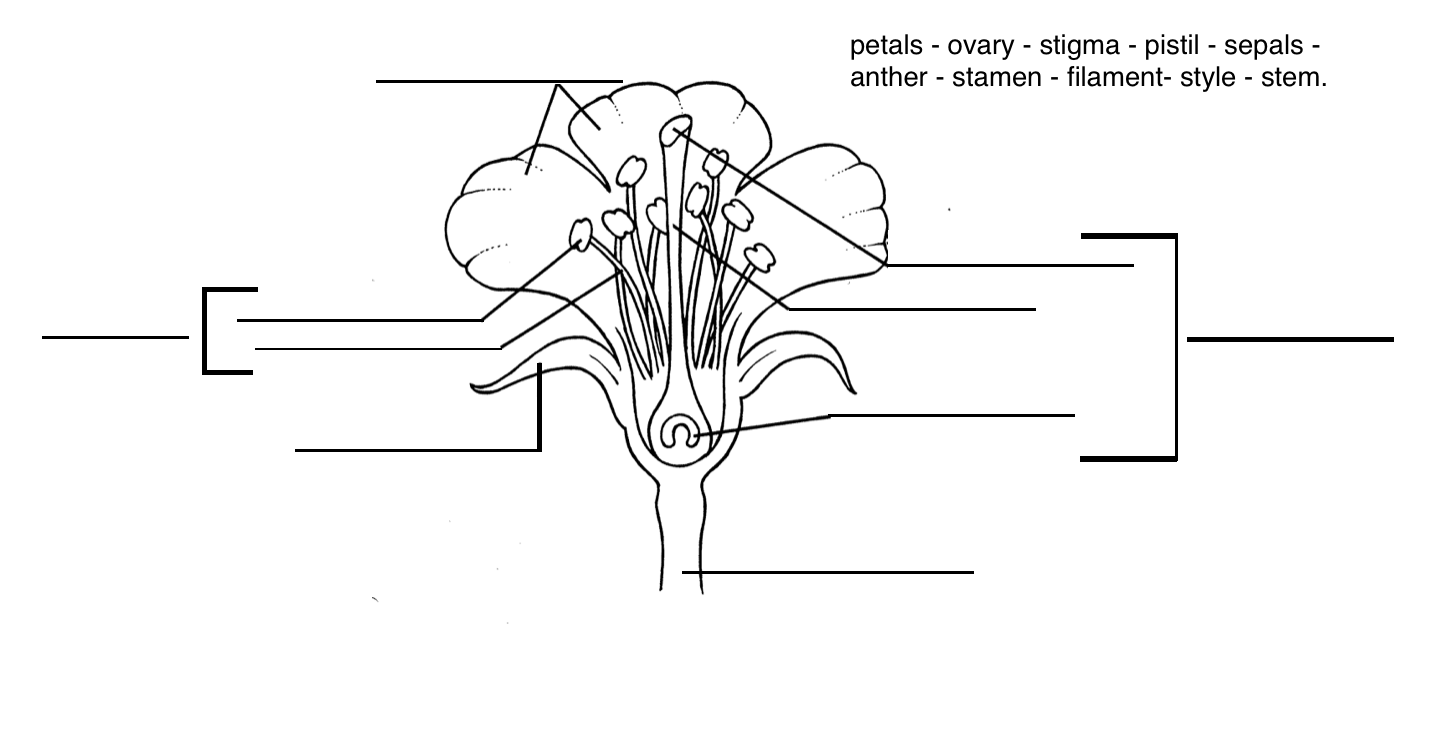 petals - ovary - stigma - pistil - sepals -
anther - stamen - filament- style - stem.